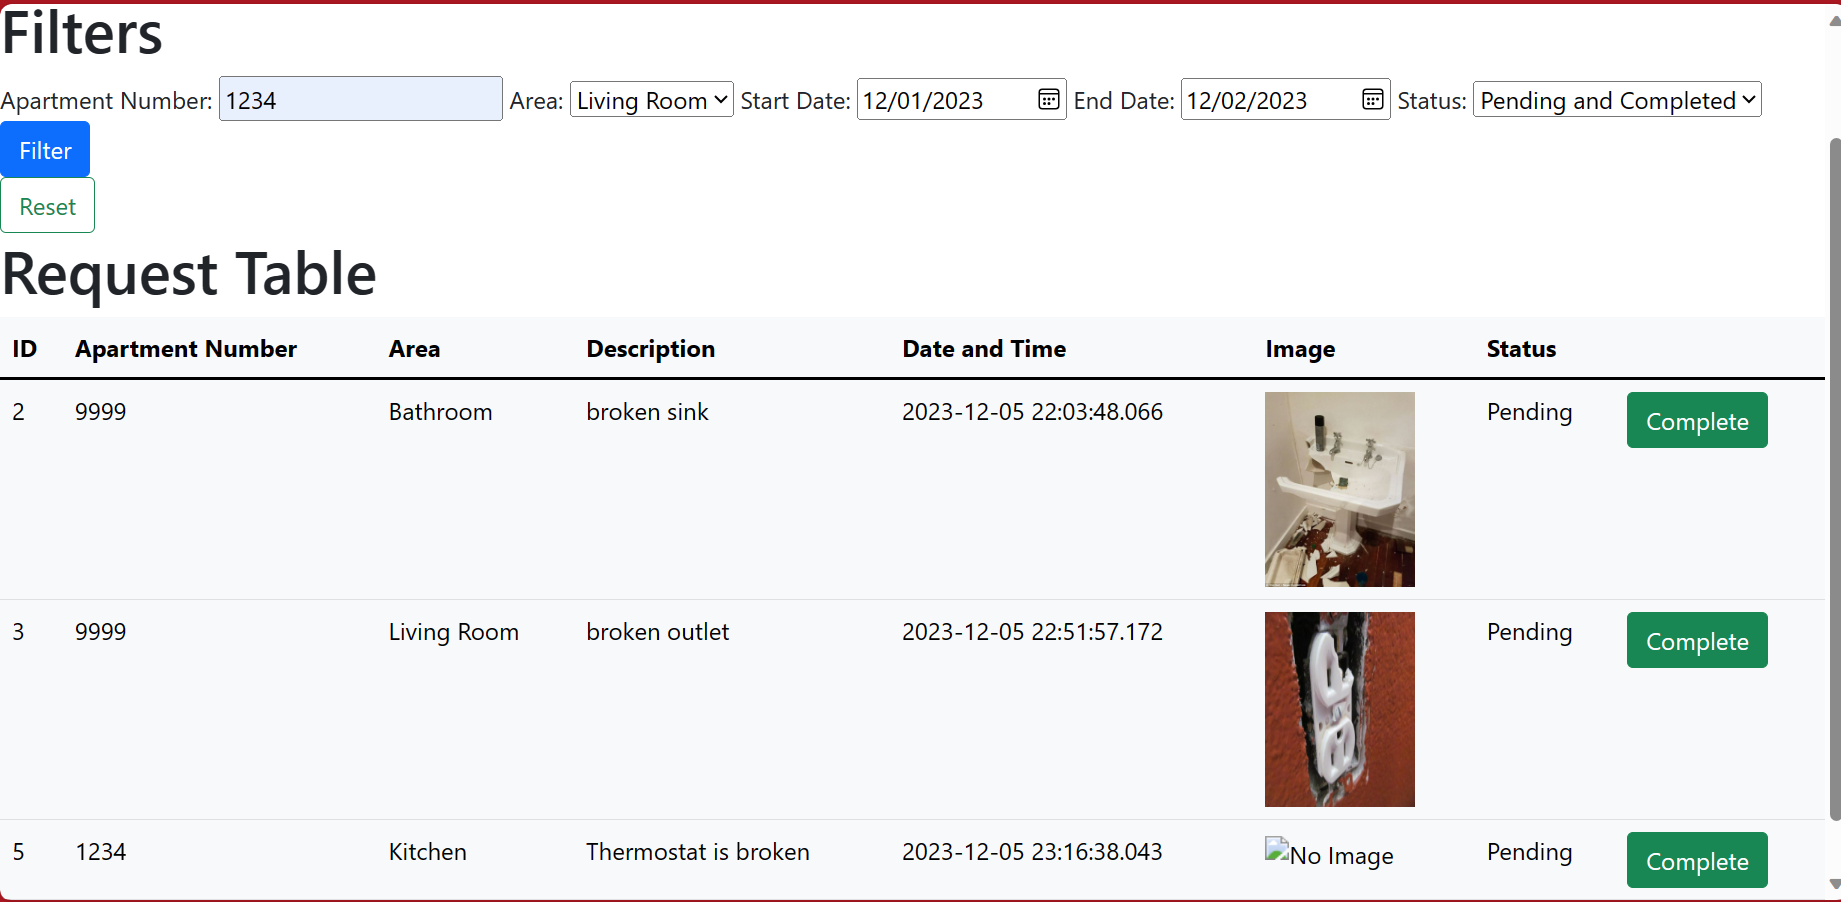 Filters
Apartment Number: 1234 Area: Living Room Start Date: 12/01/2023 End Date: 12/02/2023 Status: Pending and Completed
Filter
Reset
Request Table
ID Apartment Number Area Description Date and Time Image Status
2 9999 Bathroom broken sink 2023-12-05 22:03:48.066 Pending Complete
3 9999 Living Room broken outlet 2023-12-05 22:51:57.172 Pending Complete
5 1234 Kitchen Thermostat is broken 2023-12-05 23:16:38.043 No Image Pending Complete